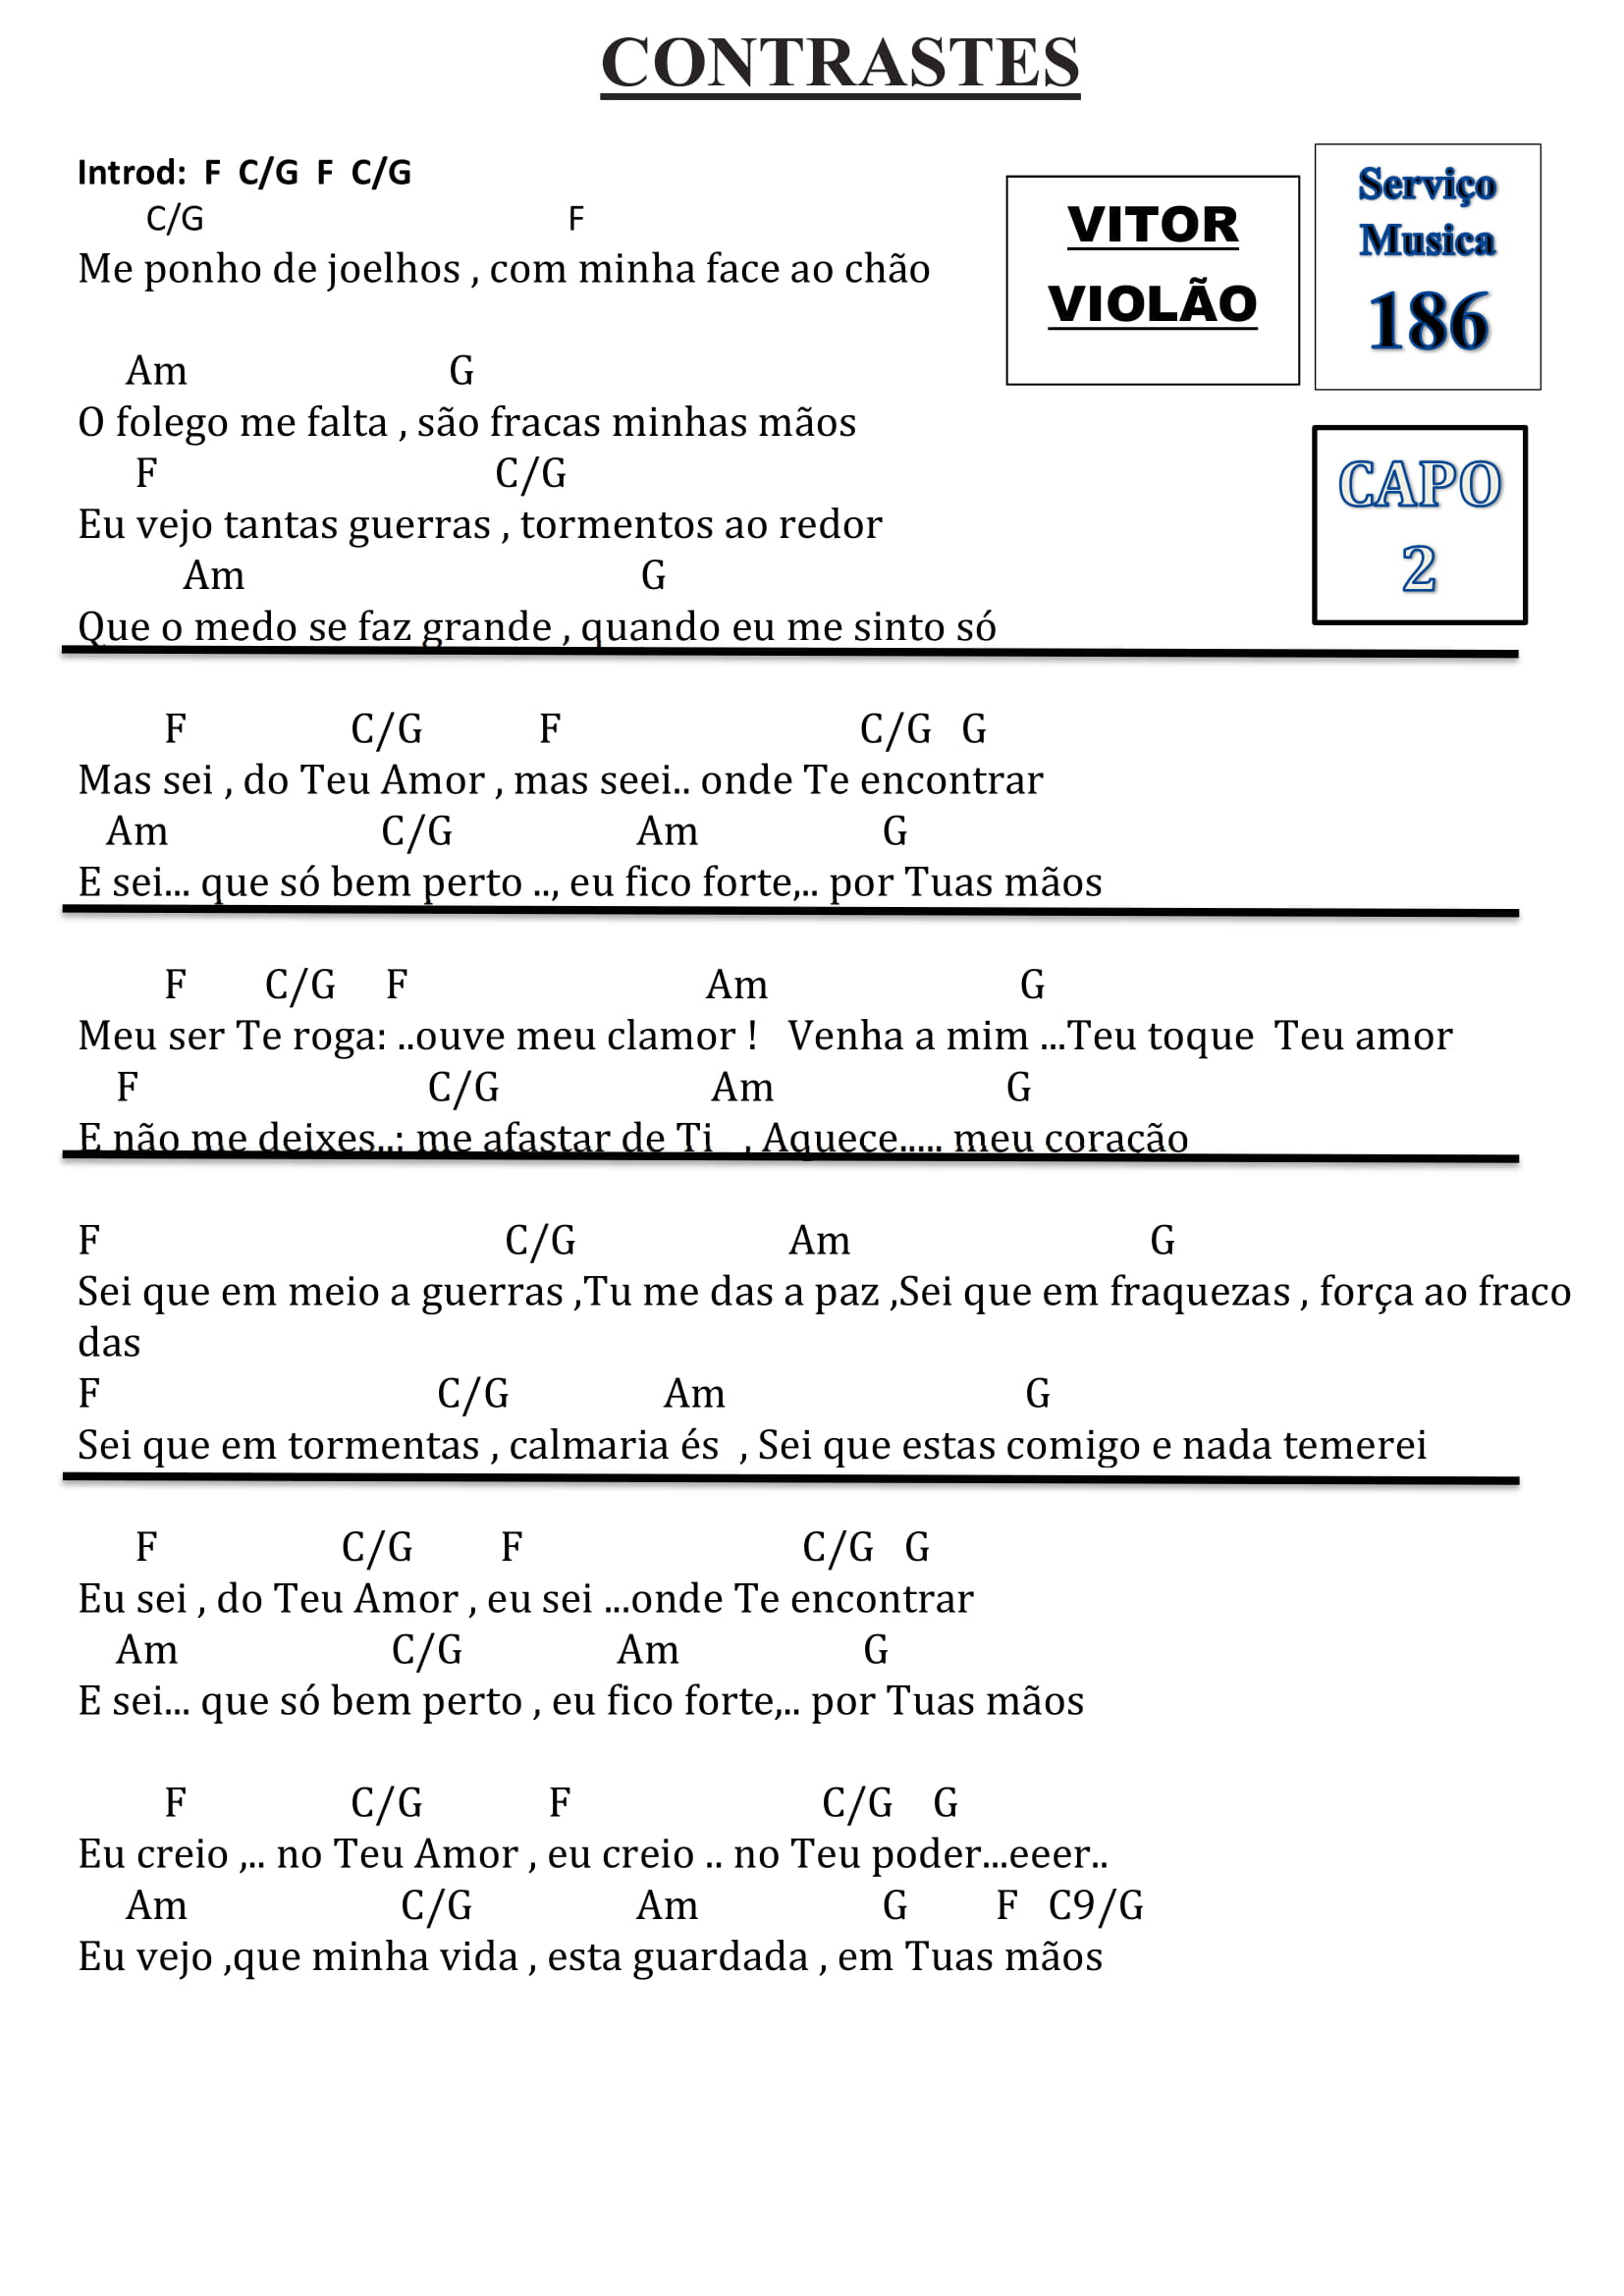 CONTRASTES
Introd:  F  C/G  F  C/G
C/G F
Me ponho de joelhos , com minha face ao chão
VITOR
VIOLÃO
Serviço
Musica
186
Am G
O folego me falta , são fracas minhas mãos
F C/G
Eu vejo tantas guerras , tormentos ao redor
Am G
Que o medo se faz grande , quando eu me sinto só
CAPO
2
F C/G F C/G G
Mas sei , do Teu Amor , mas seei.. onde Te encontrar
Am C/G Am G
E sei... que só bem perto .., eu fico forte,.. por Tuas mãos
F C/G F Am G
Meu ser Te roga: ..ouve meu clamor !   Venha a mim ...Teu toque  Teu amor
F C/G Am G
E não me deixes..: me afastar de Ti   , Aquece..... meu coração
F C/G Am G
Sei que em meio a guerras ,Tu me das a paz ,Sei que em fraquezas , força ao fraco
das
F C/G Am G
Sei que em tormentas , calmaria és  , Sei que estas comigo e nada temerei
F C/G F C/G G
Eu sei , do Teu Amor , eu sei ...onde Te encontrar
Am C/G Am G
E sei... que só bem perto , eu fico forte,.. por Tuas mãos
F C/G F C/G G
Eu creio ,.. no Teu Amor , eu creio .. no Teu poder...eeer..
Am C/G Am G F C9/G
Eu vejo ,que minha vida , esta guardada , em Tuas mãos